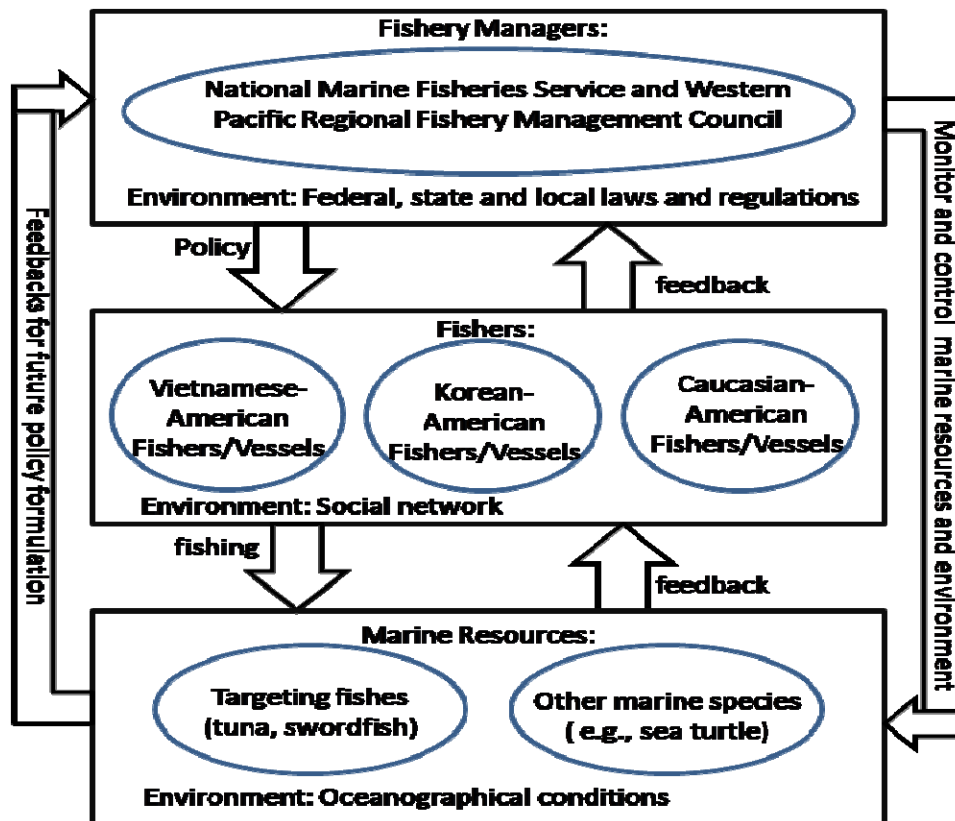 Fishery Managers:
National Marine Fisheries Service and Western
Pacific Regional Fishery Management Council
Environment: Federal, state and local laws and regulations
Policy
feedback
Fishers:
Vietnamese-
American
Fishers/Vessels
Korean-
American
Fishers/Vessels
Caucasian-
American
Fishers/Vessels
Environment: Social network
fishing
feedback
Marine Resources:
Targeting fishes
(tuna, swordfish)
Other marine species
( e.g., sea turtle)
Environment: Oceanographical conditions
Feedbacks for future policy formulation
Monitor and control marine resources and environment